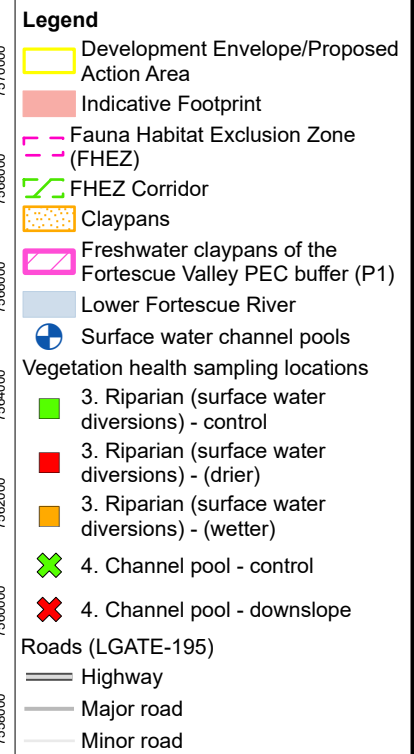 Legend
Development Envelope/Proposed
Action Area
Indicative Footprint
Fauna Habitat Exclusion Zone
(FHEZ)
FHEZ Corridor
Claypans
Freshwater claypans of the
Fortescue Valley PEC buffer (P1)
Lower Fortescue River
Surface water channel pools
Vegetation health sampling locations
3. Riparian (surface water
diversions) - control
3. Riparian (surface water
diversions) - (drier)
3. Riparian (surface water
diversions) - (wetter)
4. Channel pool - control
4. Channel pool - downslope
Roads (LGATE-195)
Highway
Major road
Minor road
7568000
7564000
7562000